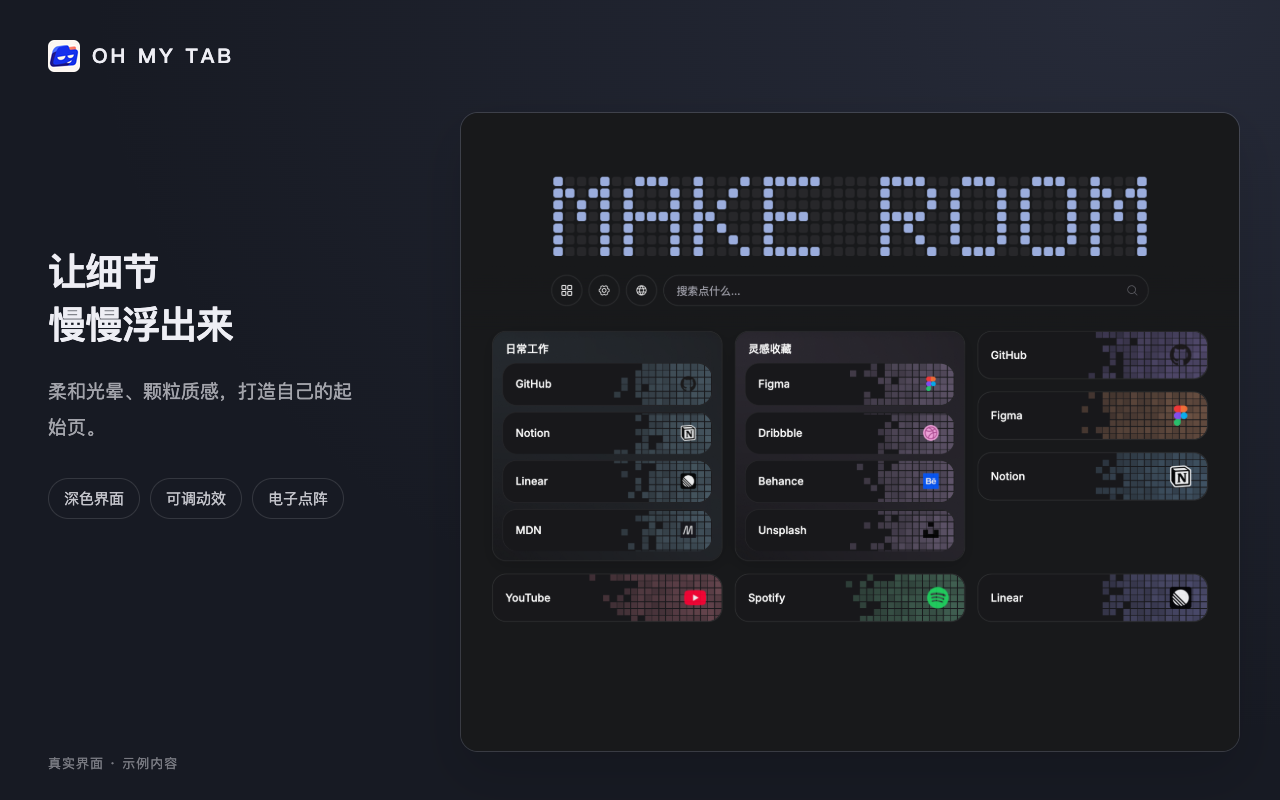 OH MY TAB
让细节
慢慢浮出来
柔和光晕、颗粒质感，打造自己的起
始页。
深色界面
可调动效
电子点阵
真实界面 · 示例内容
MAKE ROOM
搜索点什么...
日常工作
GitHub
Notion
Linear
MDN
灵感收藏
Figma
Dribbble
Behance
Bē
Unsplash
GitHub
Figma
Notion
YouTube
Spotify
Linear